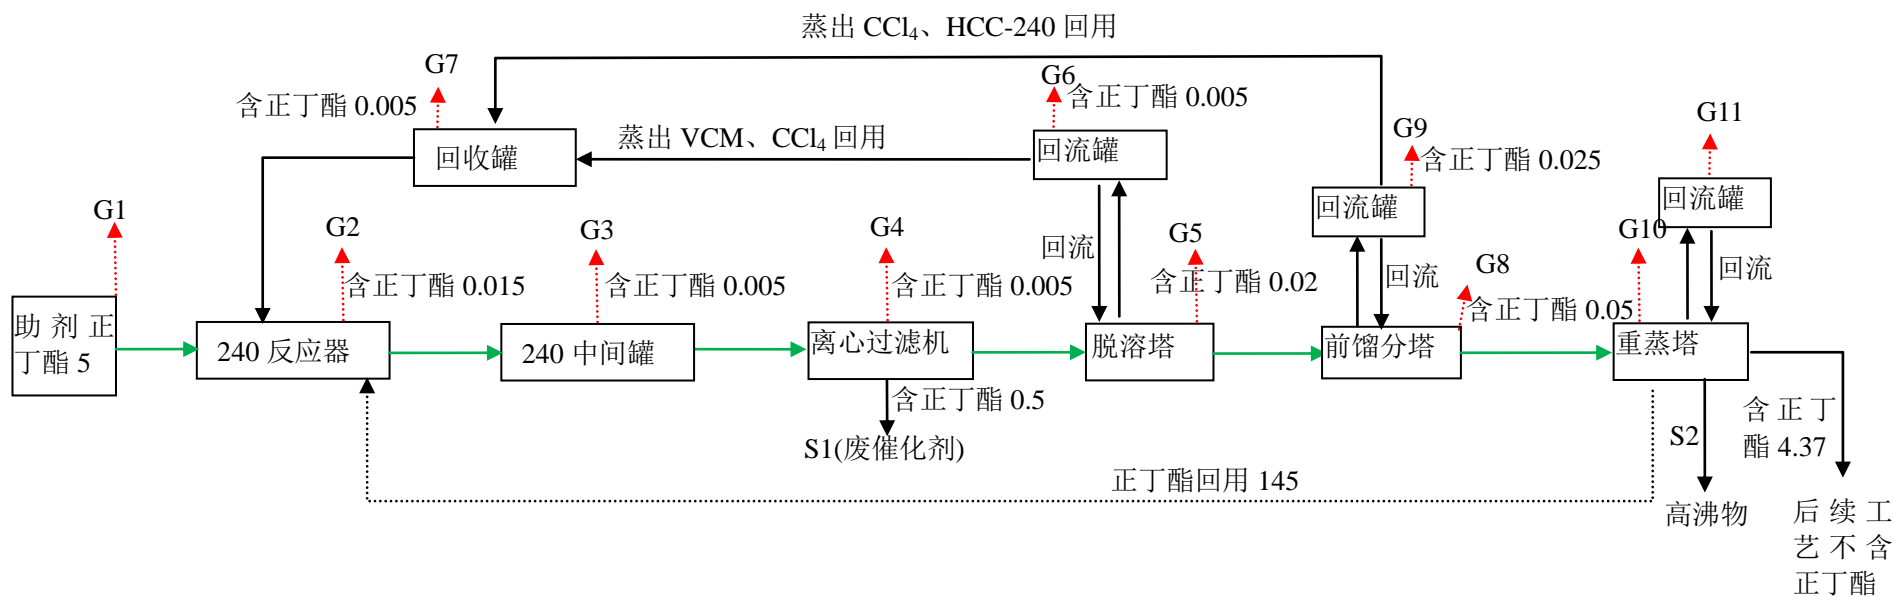 蒸出 CCl₄、HCC-240 回用
G7
含正丁酯 0.005
G6
含正丁酯 0.005
G11
G9
含正丁酯 0.025
蒸出 VCM、CCl₄ 回用
回收罐
回流罐
回流罐
回流罐
G1
G2
G3
G4
G5
G10
回流
回流
回流
G8
含正丁酯 0.015
含正丁酯 0.005
含正丁酯 0.005
含正丁酯 0.02
含正丁酯 0.05
助剂正
丁酯 5
240 反应器
240 中间罐
离心过滤机
脱溶塔
前馏分塔
重蒸塔
含正丁酯 0.5
S1(废催化剂)
S2
含正丁
酯 4.37
正丁酯回用 145
高沸物
后续工
艺不含
正丁酯